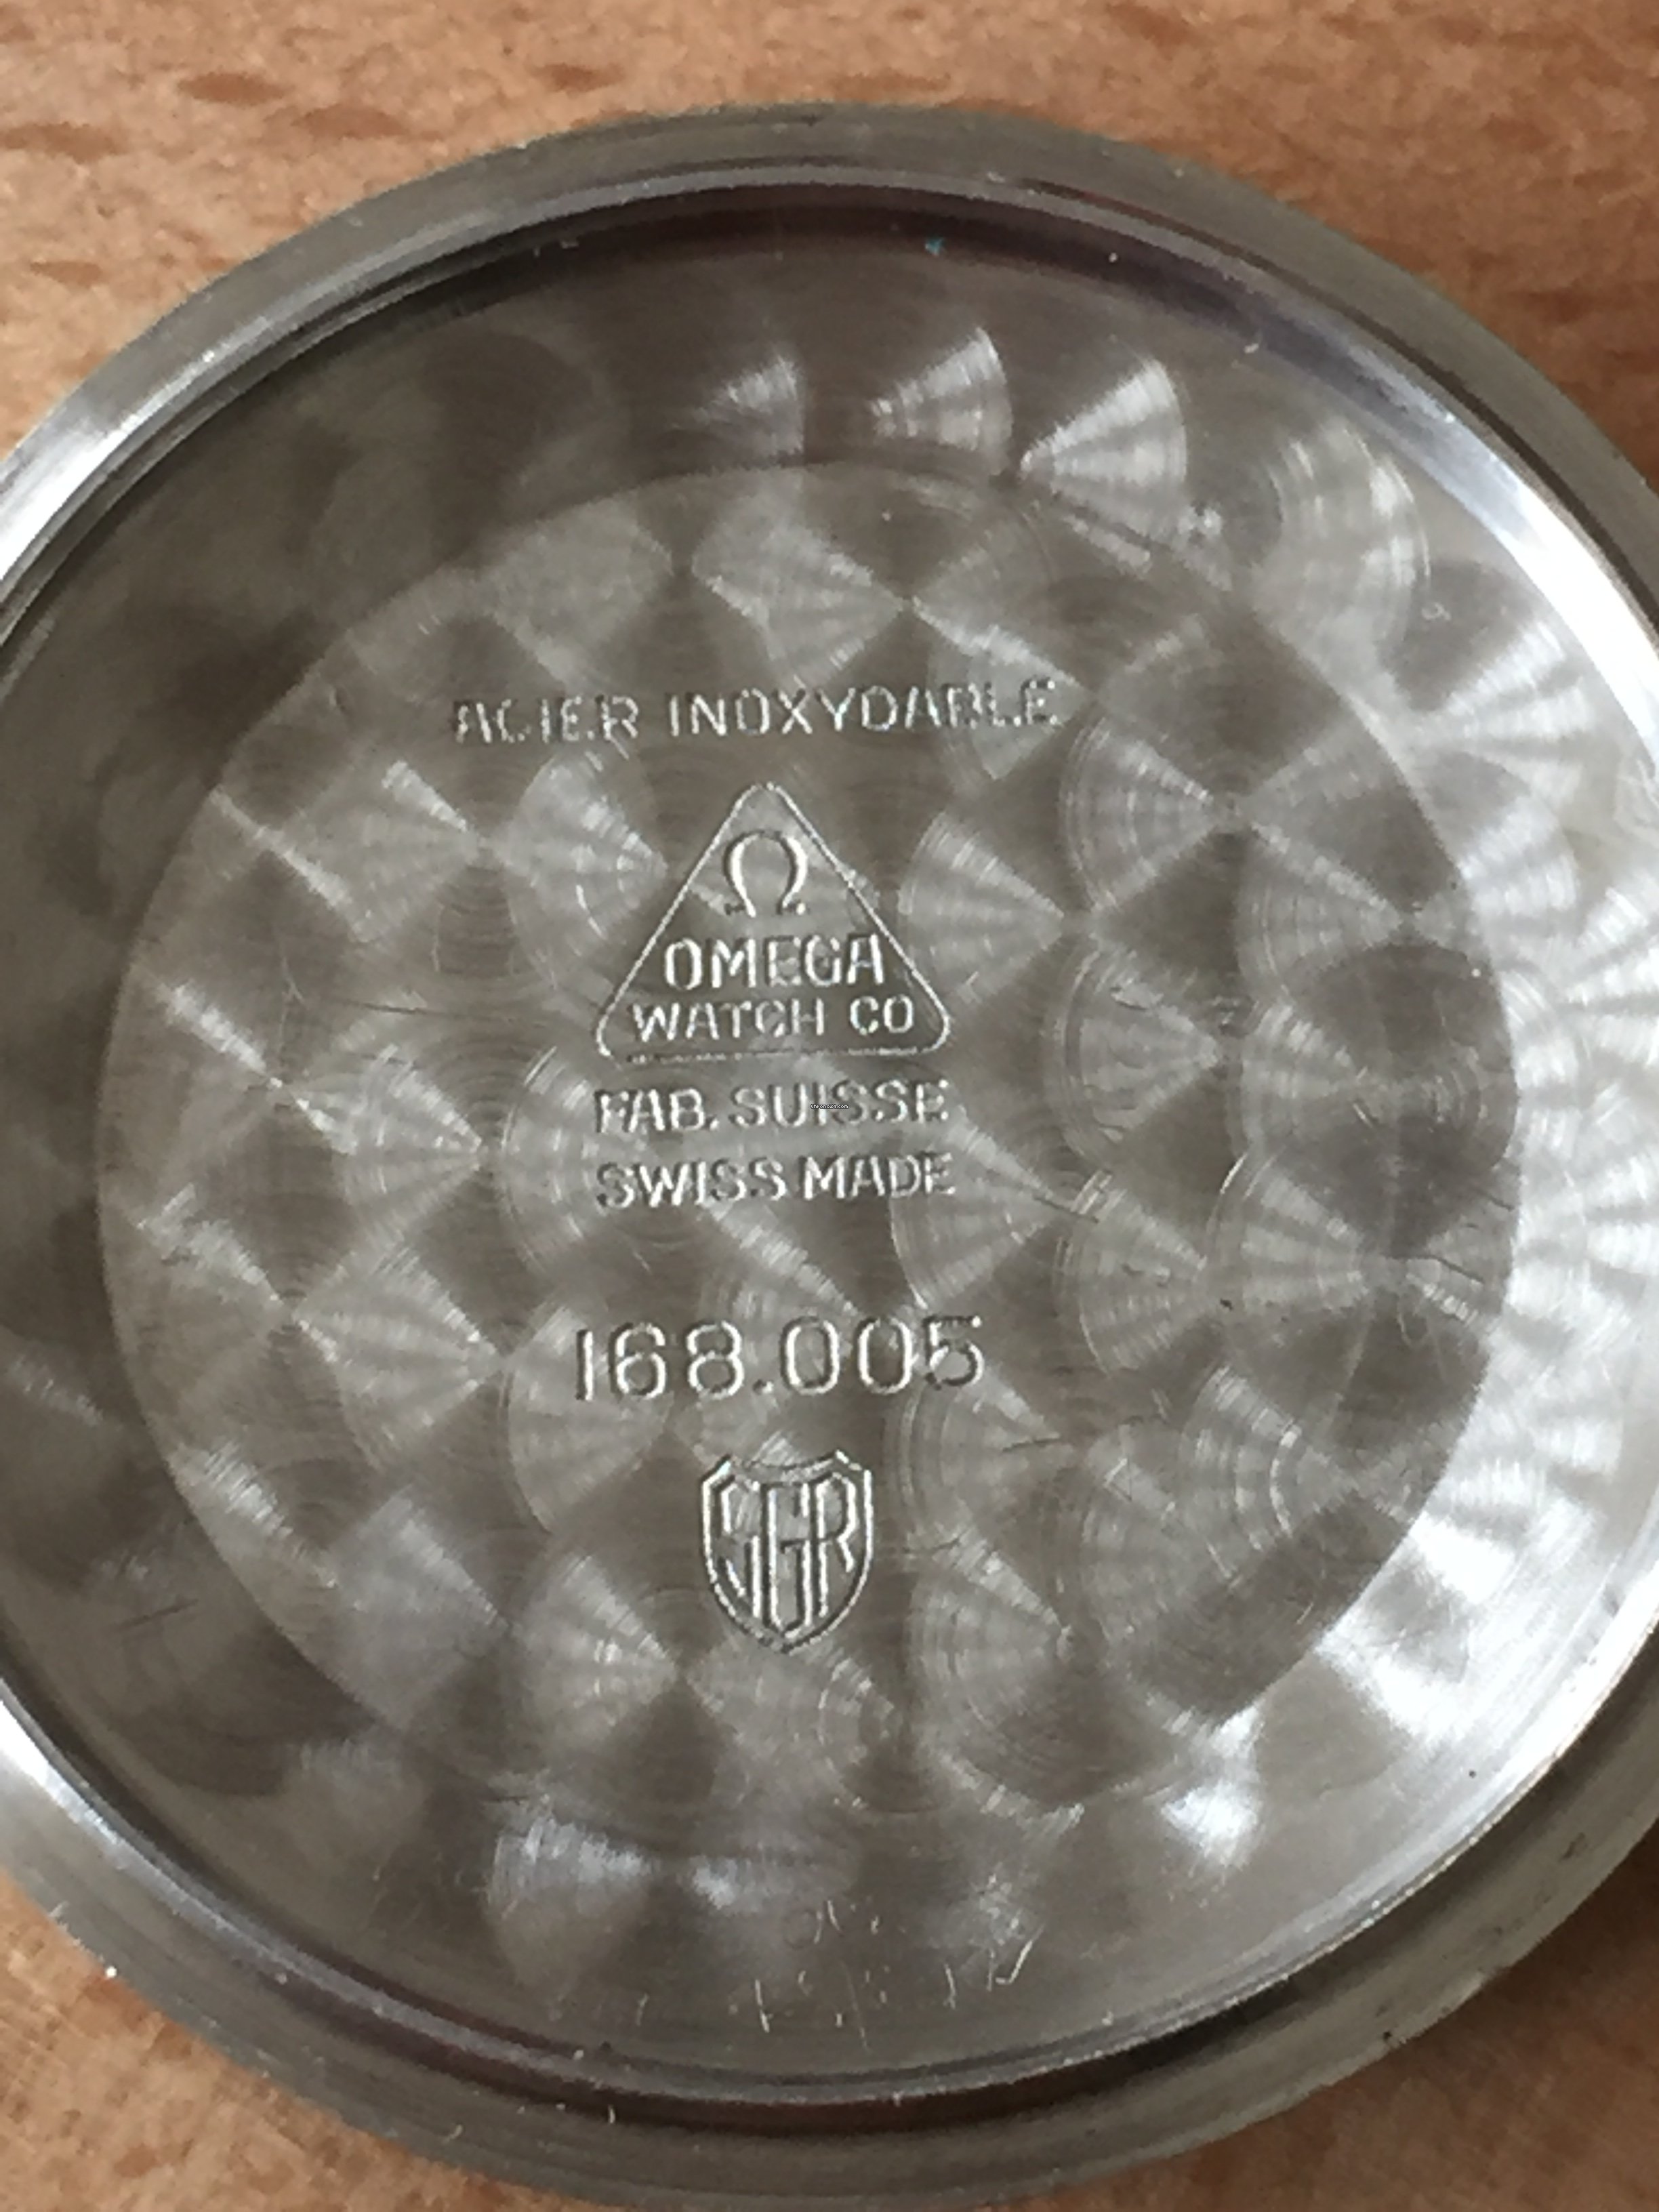 ACIER INOXYDABLE
Ω
OMEGA
WATCH CO
FAB. SUISSE
SWISS MADE
168.005
SGR